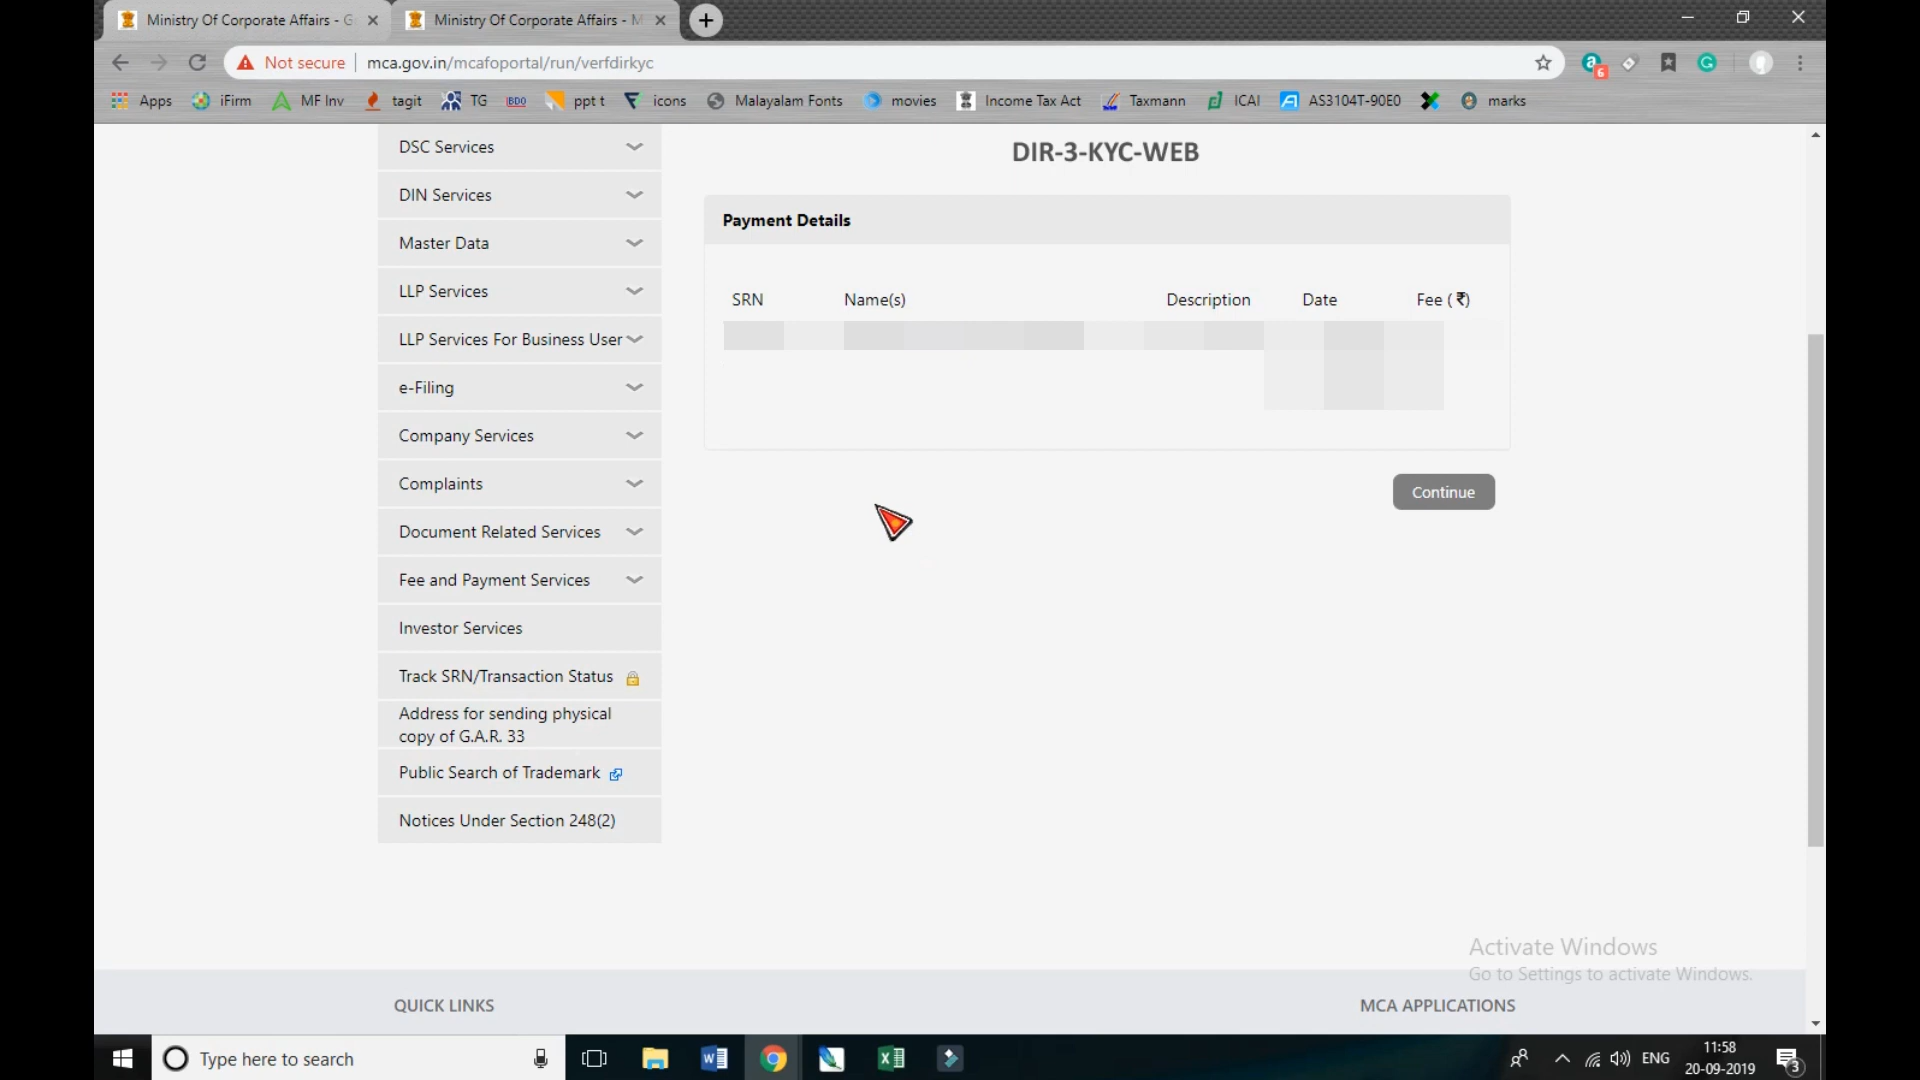 Ministry Of Corporate Affairs - G
Ministry Of Corporate Affairs - M
Not secure
mca.gov.in/mcafoportal/run/verfdirkyc
6
Apps
iFirm
MF Inv
tagit
TG
IBDO
ppt t
icons
Malayalam Fonts
movies
Income Tax Act
Taxmann
ICAI
AS3104T-90E0
marks
DSC Services
DIN Services
Master Data
LLP Services
LLP Services For Business User
e-Filing
Company Services
Complaints
Document Related Services
Fee and Payment Services
Investor Services
Track SRN/Transaction Status
Address for sending physical
copy of G.A.R. 33
Public Search of Trademark
Notices Under Section 248(2)
DIR-3-KYC-WEB
Payment Details
SRN Name(s) Description Date Fee ( ₹)
Continue
Activate Windows
Go to Settings to activate Windows.
QUICK LINKS
MCA APPLICATIONS
Type here to search
ENG
11:58
20-09-2019
3